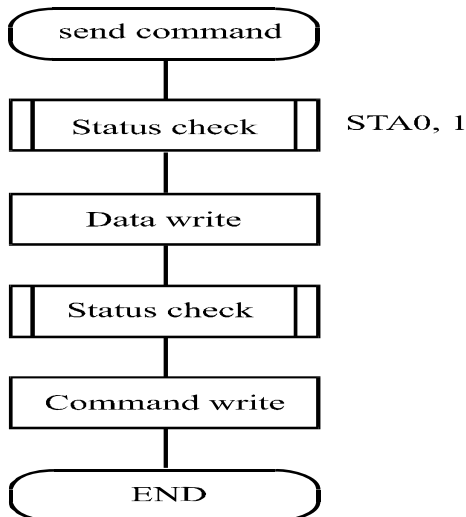 send command
Status check
STA0, 1
Data write
Status check
Command write
END